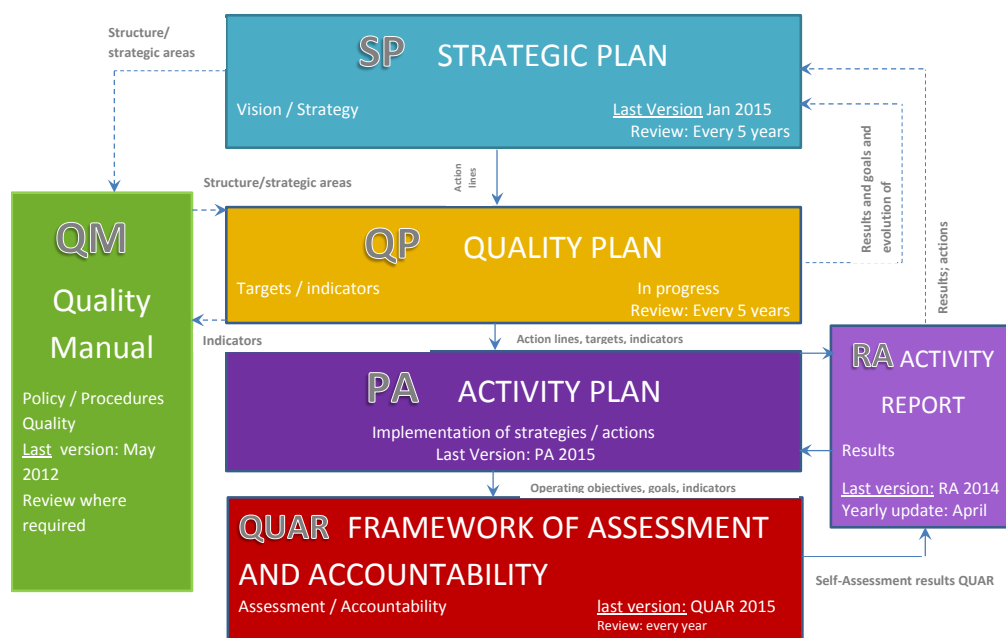 Structure/
strategic areas
SP STRATEGIC PLAN
Vision / Strategy
Last Version Jan 2015
Review: Every 5 years
Action
lines
Structure/strategic areas
Results and goals and
evolution of
Results; actions
QM
Quality
Manual
Policy / Procedures
Quality
Last version: May
2012
Review where
required
QP QUALITY PLAN
Targets / indicators
In progress
Review: Every 5 years
Indicators
Action lines, targets, indicators
PA ACTIVITY PLAN
Implementation of strategies / actions
Last Version: PA 2015
RA ACTIVITY
REPORT
Results
Last version: RA 2014
Yearly update: April
Operating objectives, goals, indicators
QUAR FRAMEWORK OF ASSESSMENT
AND ACCOUNTABILITY
Assessment / Accountability
last version: QUAR 2015
Review: every year
Self-Assessment results QUAR